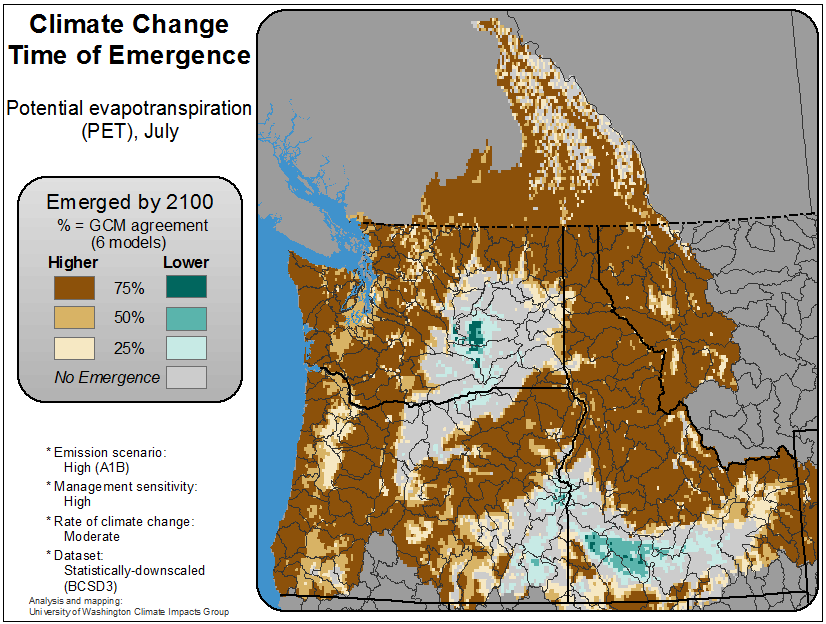 Climate Change
Time of Emergence
Potential evapotranspiration
(PET), July
Emerged by 2100
% = GCM agreement
(6 models)
Higher Lower
75%
50%
25%
No Emergence
* Emission scenario:
High (A1B)
* Management sensitivity:
High
* Rate of climate change:
Moderate
* Dataset:
Statistically-downscaled
(BCSD3)
Analysis and mapping:
University of Washington Climate Impacts Group